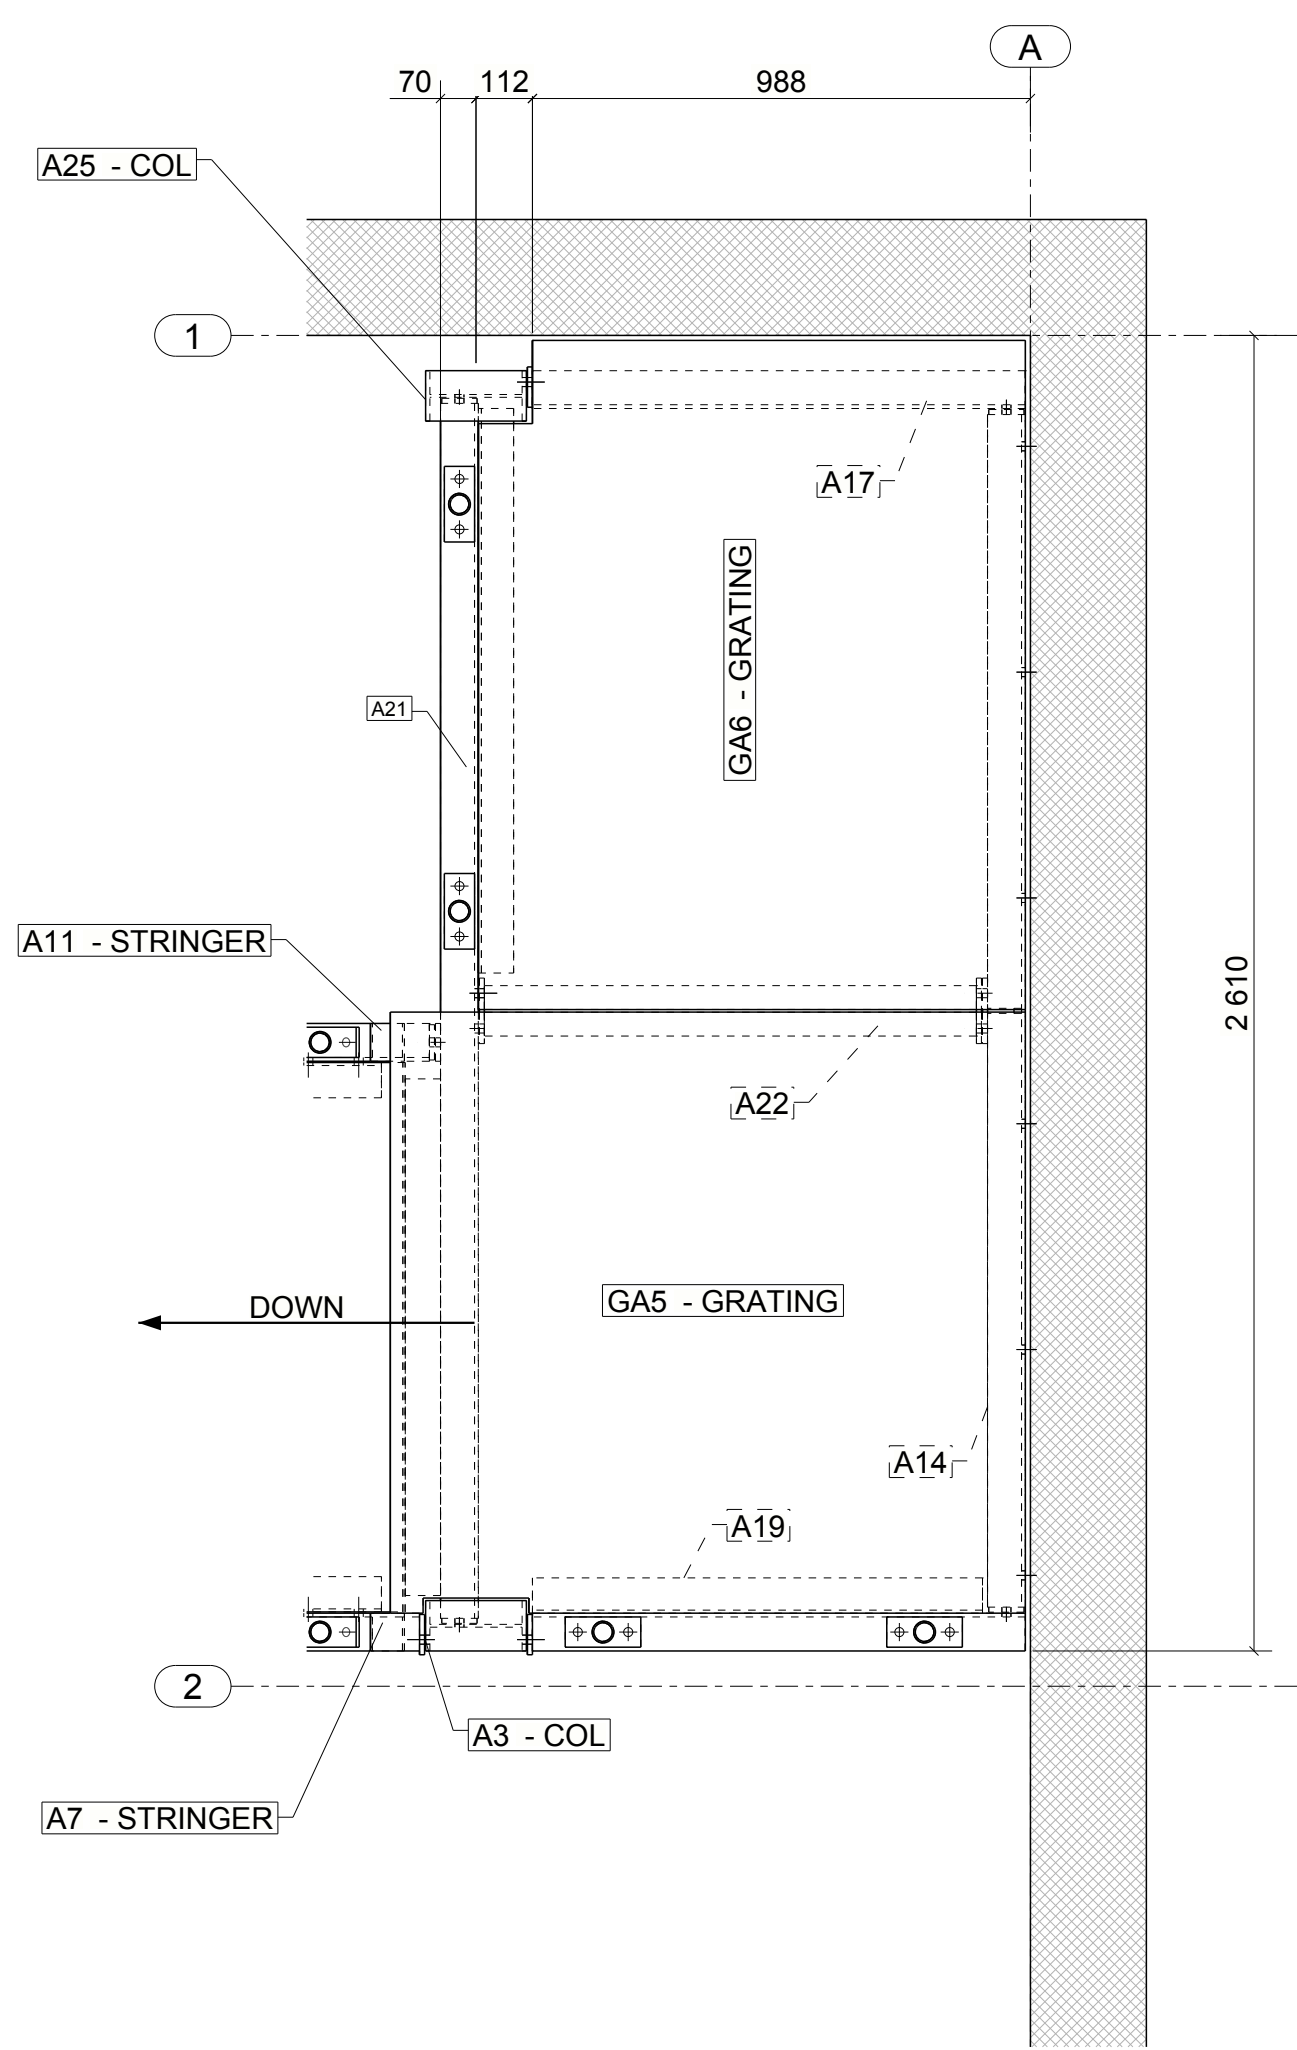 A
70 112 988
A25 - COL
1
A17
GA6 - GRATING
A21
A11 - STRINGER
2 610
A22
GA5 - GRATING
DOWN
A14
A19
2
A3 - COL
A7 - STRINGER